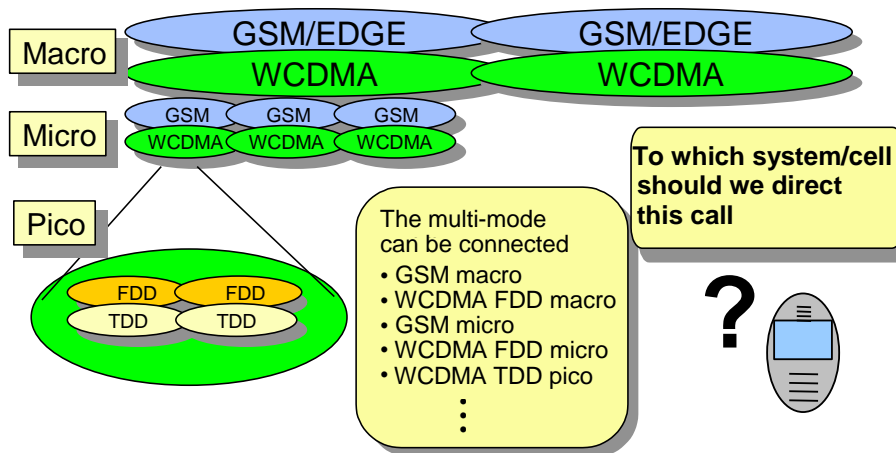 Macro
GSM/EDGE GSM/EDGE
WCDMA WCDMA
Micro
GSM GSM GSM
WCDMA WCDMA WCDMA
Pico
FDD FDD
TDD TDD
The multi-mode
can be connected
• GSM macro
• WCDMA FDD macro
• GSM micro
• WCDMA FDD micro
• WCDMA TDD pico
⋮
To which system/cell
should we direct
this call
?